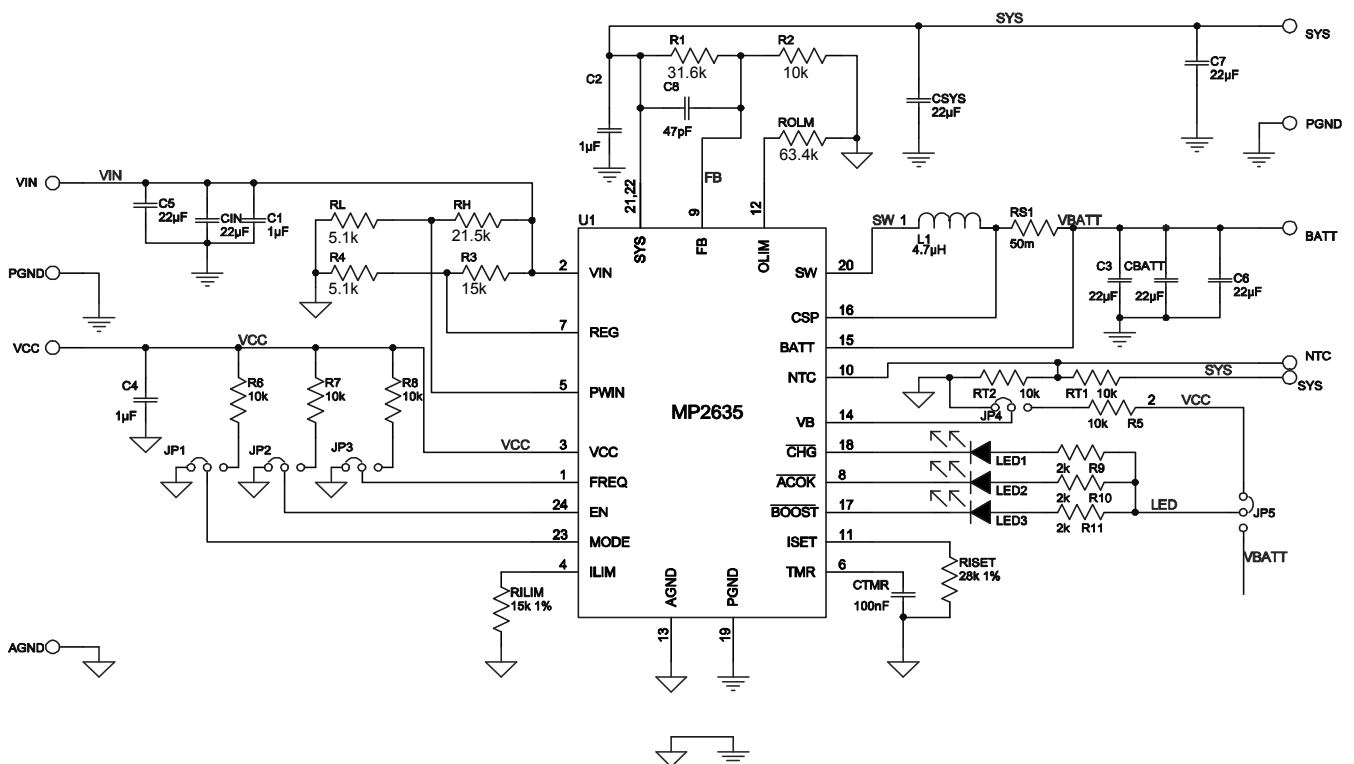 SYS
SYS
R1
31.6k
R2
10k
C2
1µF
C8
47pF
ROLM
63.4k
CSYS
22µF
C7
22µF
PGND
FB
21,22
9
12
VIN
VIN
C5
22µF
CIN
22µF
C1
1µF
RL
5.1k
RH
21.5k
R4
5.1k
R3
15k
PGND
U1
SYS
FB
OLIM
MP2635
2 VIN
7 REG
5 PWIN
3 VCC
1 FREQ
24 EN
23 MODE
4 ILIM
AGND
13
PGND
19
SW 20
CSP 16
BATT 15
NTC 10
VB 14
CHG 18
ACOK 8
BOOST 17
ISET 11
TMR 6
SW 1
L1
4.7µH
RS1
50m
VBATT
BATT
C3
22µF
CBATT
22µF
C6
22µF
NTC
SYS
SYS
RT2
10k
RT1
10k
JP4
10k
R5
2
VCC
LED1
2k
R9
LED2
2k
R10
LED3
2k
R11
LED
JP5
VBATT
RISET
28k 1%
CTMR
100nF
VCC
VCC
VCC
C4
1µF
R6
10k
R7
10k
R8
10k
JP1
JP2
JP3
RILIM
15k 1%
AGND